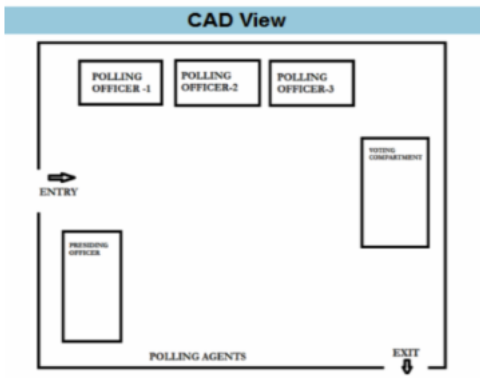 CAD View
POLLING
OFFICER -1
POLLING
OFFICER-2
POLLING
OFFICER-3
VOTING
COMPARTMENT
ENTRY
PRESIDING
OFFICER
POLLING AGENTS
EXIT